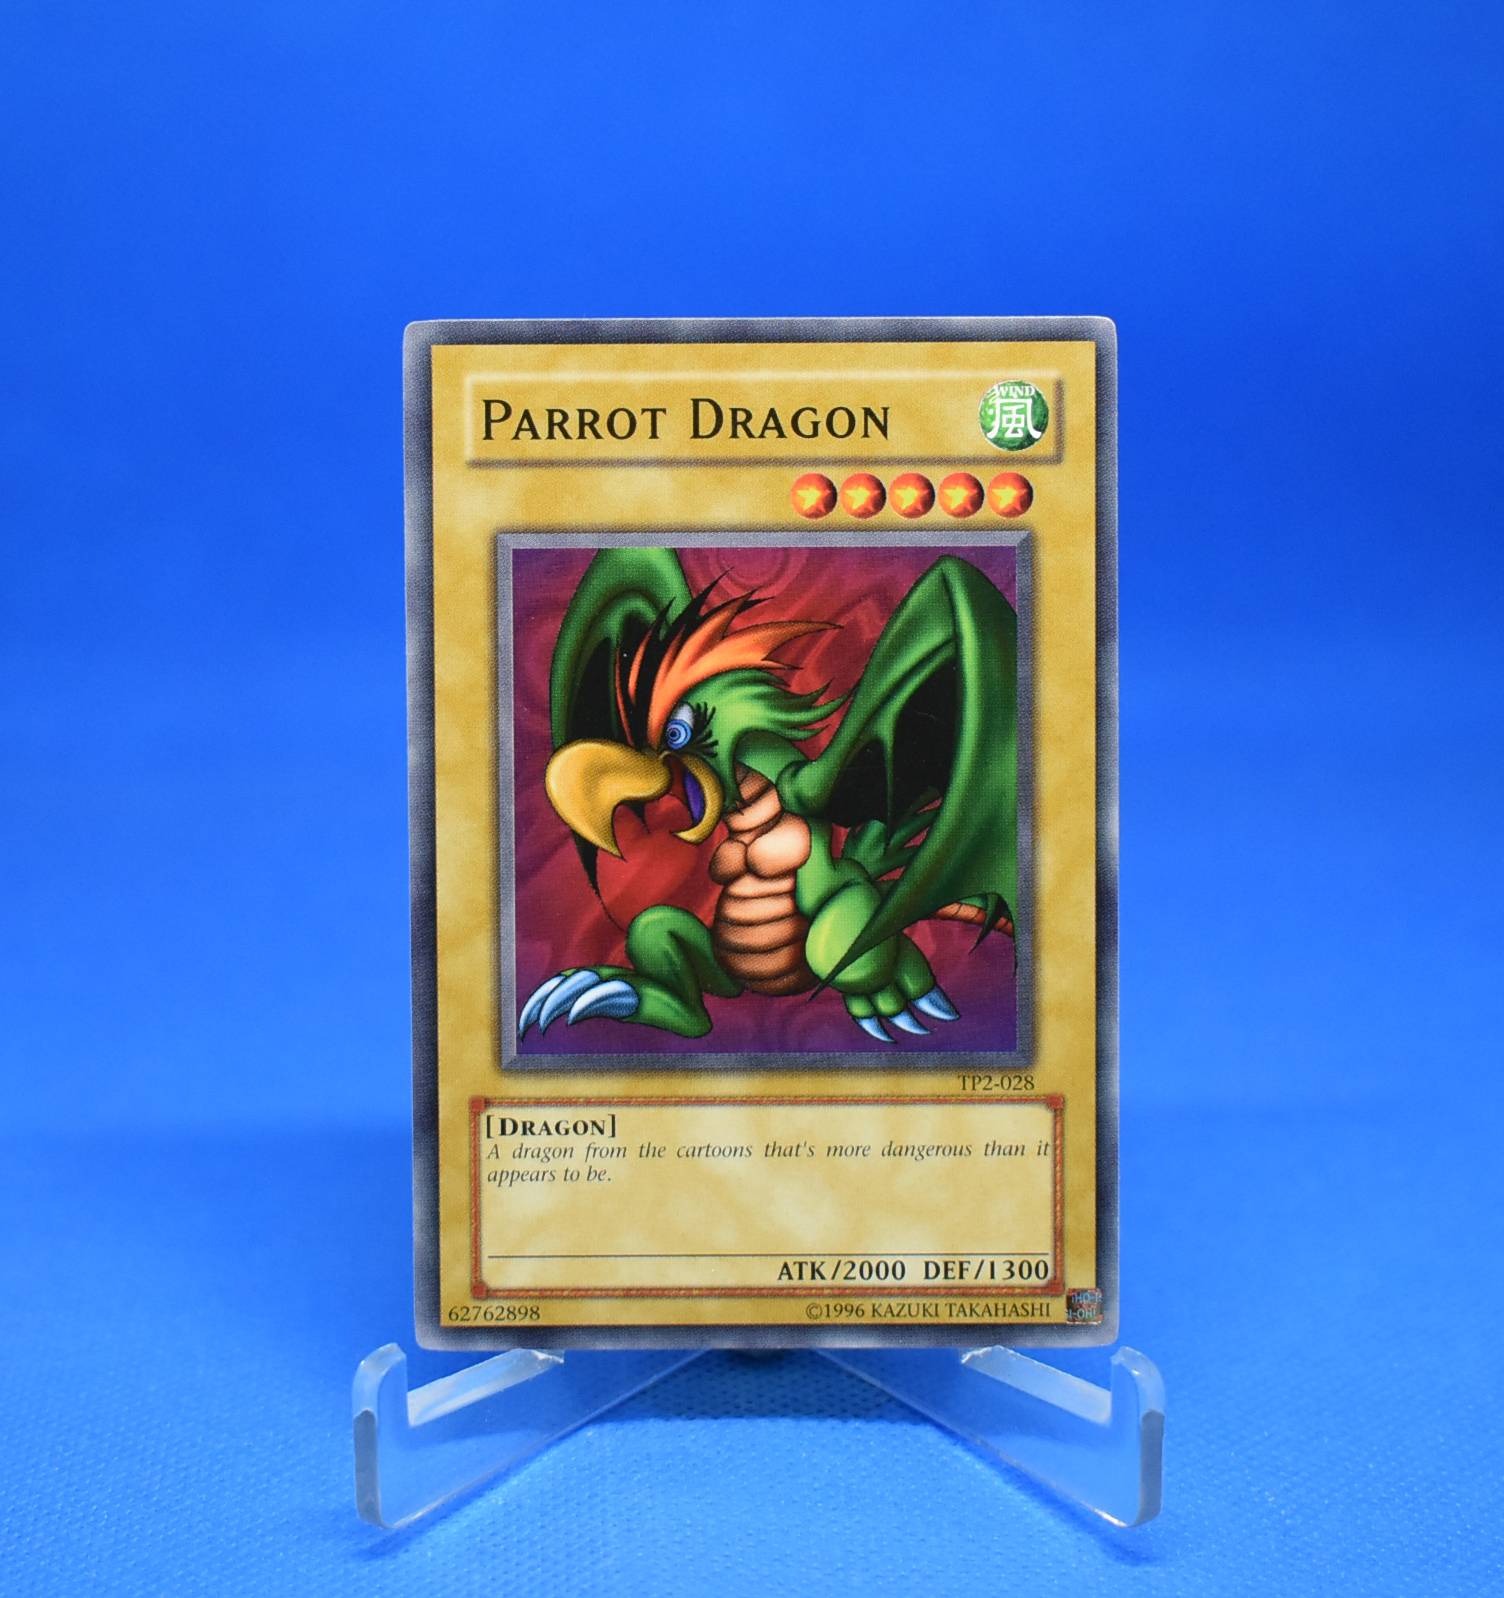 PARROT DRAGON
WIND
風
TP2-028
[DRAGON]
A dragon from the cartoons that's more dangerous than it
appears to be.
ATK/2000 DEF/1300
62762898
©1996 KAZUKI TAKAHASHI